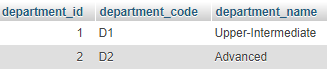 department_id department_code department_name
1 D1 Upper-Intermediate
2 D2 Advanced